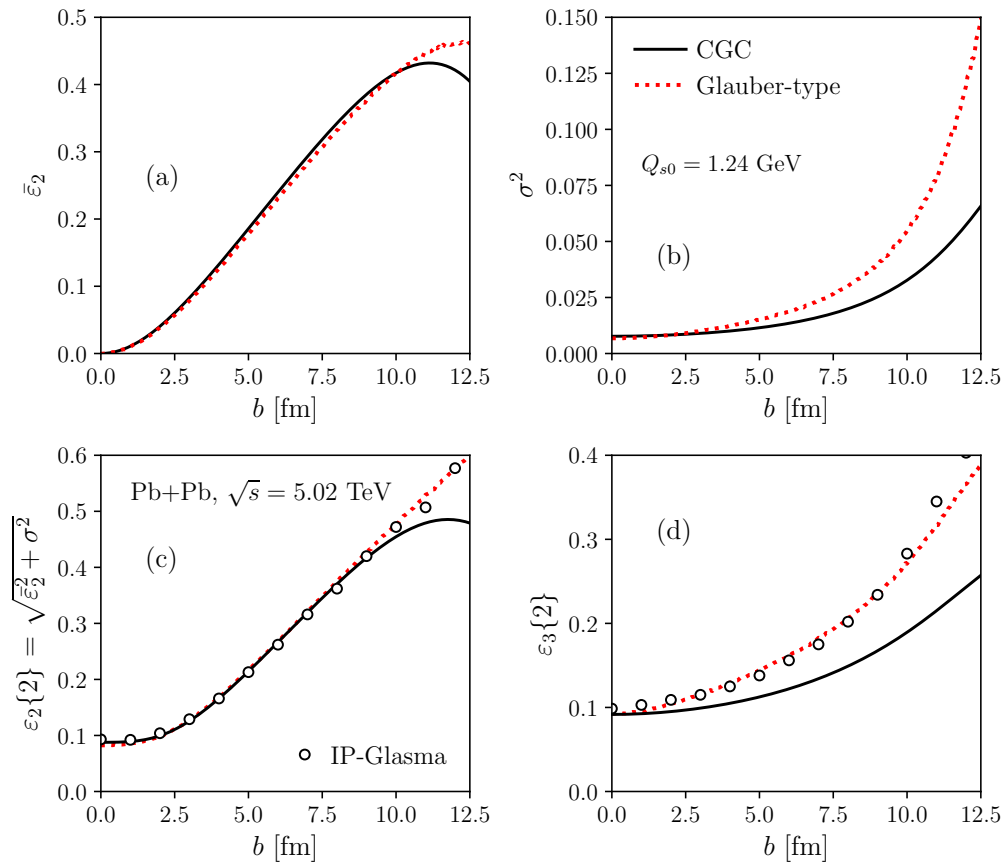 0.5
0.4
0.3
0.2
0.1
0.0
0.0 2.5 5.0 7.5 10.0 12.5
ε̄₂
b [fm]
(a)
0.150
0.125
0.100
0.075
0.050
0.025
0.000
0.0 2.5 5.0 7.5 10.0 12.5
σ²
b [fm]
CGC
Glauber-type
Q_{s0} = 1.24 GeV
(b)
0.6
0.5
0.4
0.3
0.2
0.1
0.0
0.0 2.5 5.0 7.5 10.0 12.5
ε₂{2} = √(ε̄₂² + σ²)
b [fm]
Pb+Pb, √s = 5.02 TeV
(c)
IP-Glasma
0.4
0.3
0.2
0.1
0.0
0.0 2.5 5.0 7.5 10.0 12.5
ε₃{2}
b [fm]
(d)